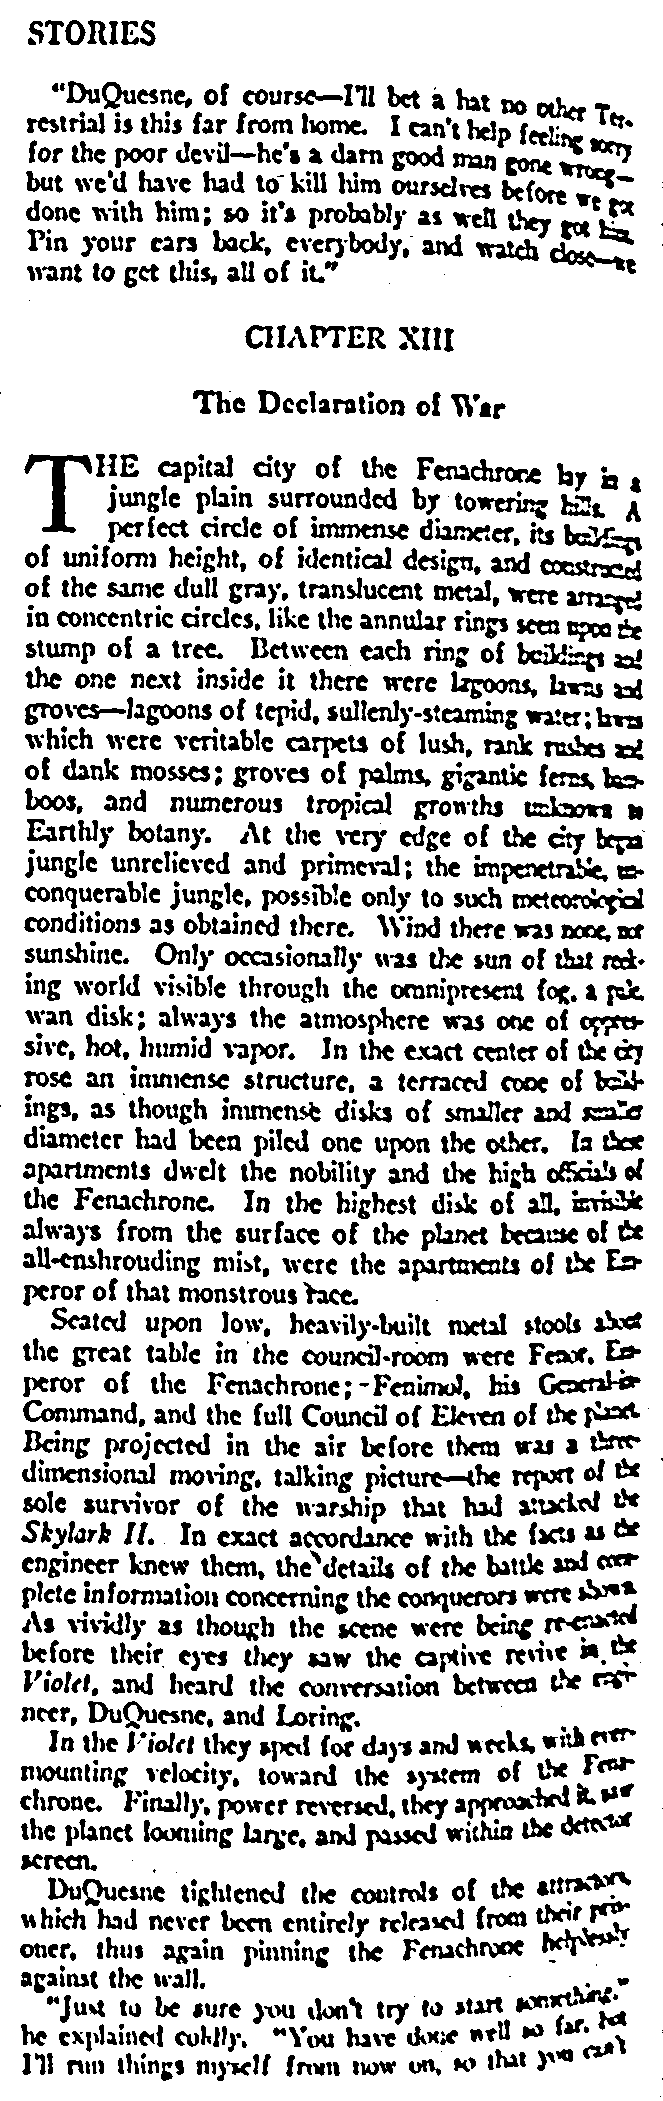 STORIES
"DuQuesne, of course—I'll bet a hat no other Ter-
restrial is this far from home. I can't help feeling sorry
for the poor devil—he's a darn good man gone wrong—
but we'd have had to kill him ourselves before we got
done with him; so it's probably as well they got him.
Pin your ears back, everybody, and watch close—we
want to get this, all of it."
CHAPTER XIII
The Declaration of War
THE capital city of the Fenachrone lay in a
jungle plain surrounded by towering hills. A
perfect circle of immense diameter, its buildings
of uniform height, of identical design, and constructed
of the same dull gray, translucent metal, were arranged
in concentric circles, like the annular rings seen upon the
stump of a tree. Between each ring of buildings and
the one next inside it there were lagoons, lawns and
groves—lagoons of tepid, sullenly-steaming water; lawns
which were veritable carpets of lush, rank rushes and
of dank mosses; groves of palms, gigantic ferns, bam-
boos, and numerous tropical growths unknown to
Earthly botany. At the very edge of the city began
jungle unrelieved and primeval; the impenetrable, un-
conquerable jungle, possible only to such meteorological
conditions as obtained there. Wind there was none, nor
sunshine. Only occasionally was the sun of that reek-
ing world visible through the omnipresent fog, a pale,
wan disk; always the atmosphere was one of oppres-
sive, hot, humid vapor. In the exact center of the city
rose an immense structure, a terraced cone of build-
ings, as though immense disks of smaller and smaller
diameter had been piled one upon the other. In these
apartments dwelt the nobility and the high officials of
the Fenachrone. In the highest disk of all, invisible
always from the surface of the planet because of the
all-enshrouding mist, were the apartments of the Em-
peror of that monstrous race.
Seated upon low, heavily-built metal stools about
the great table in the council-room were Fenor, Em-
peror of the Fenachrone; Fenimol, his General-in-
Command, and the full Council of Eleven of the planet.
Being projected in the air before them was a three-
dimensional moving, talking picture—the report of the
sole survivor of the warship that had attacked the
Skylark II. In exact accordance with the facts as the
engineer knew them, the details of the battle and com-
plete information concerning the conquerors were shown.
As vividly as though the scene were being re-enacted
before their eyes they saw the captive revive in the
Violet, and heard the conversation between the engi-
neer, DuQuesne, and Loring.
In the Violet they sped for days and weeks, with ever-
mounting velocity, toward the system of the Fena-
chrone. Finally, power reversed, they approached it, saw
the planet looming large, and passed within the detector
screen.
DuQuesne tightened the controls of the attractors,
which had never been entirely released from their pris-
oner, thus again pinning the Fenachrone helplessly
against the wall.
"Just to be sure you don't try to start something,"
he explained coldly. "You have done well so far, but
I'll run things myself from now on, so that you can't